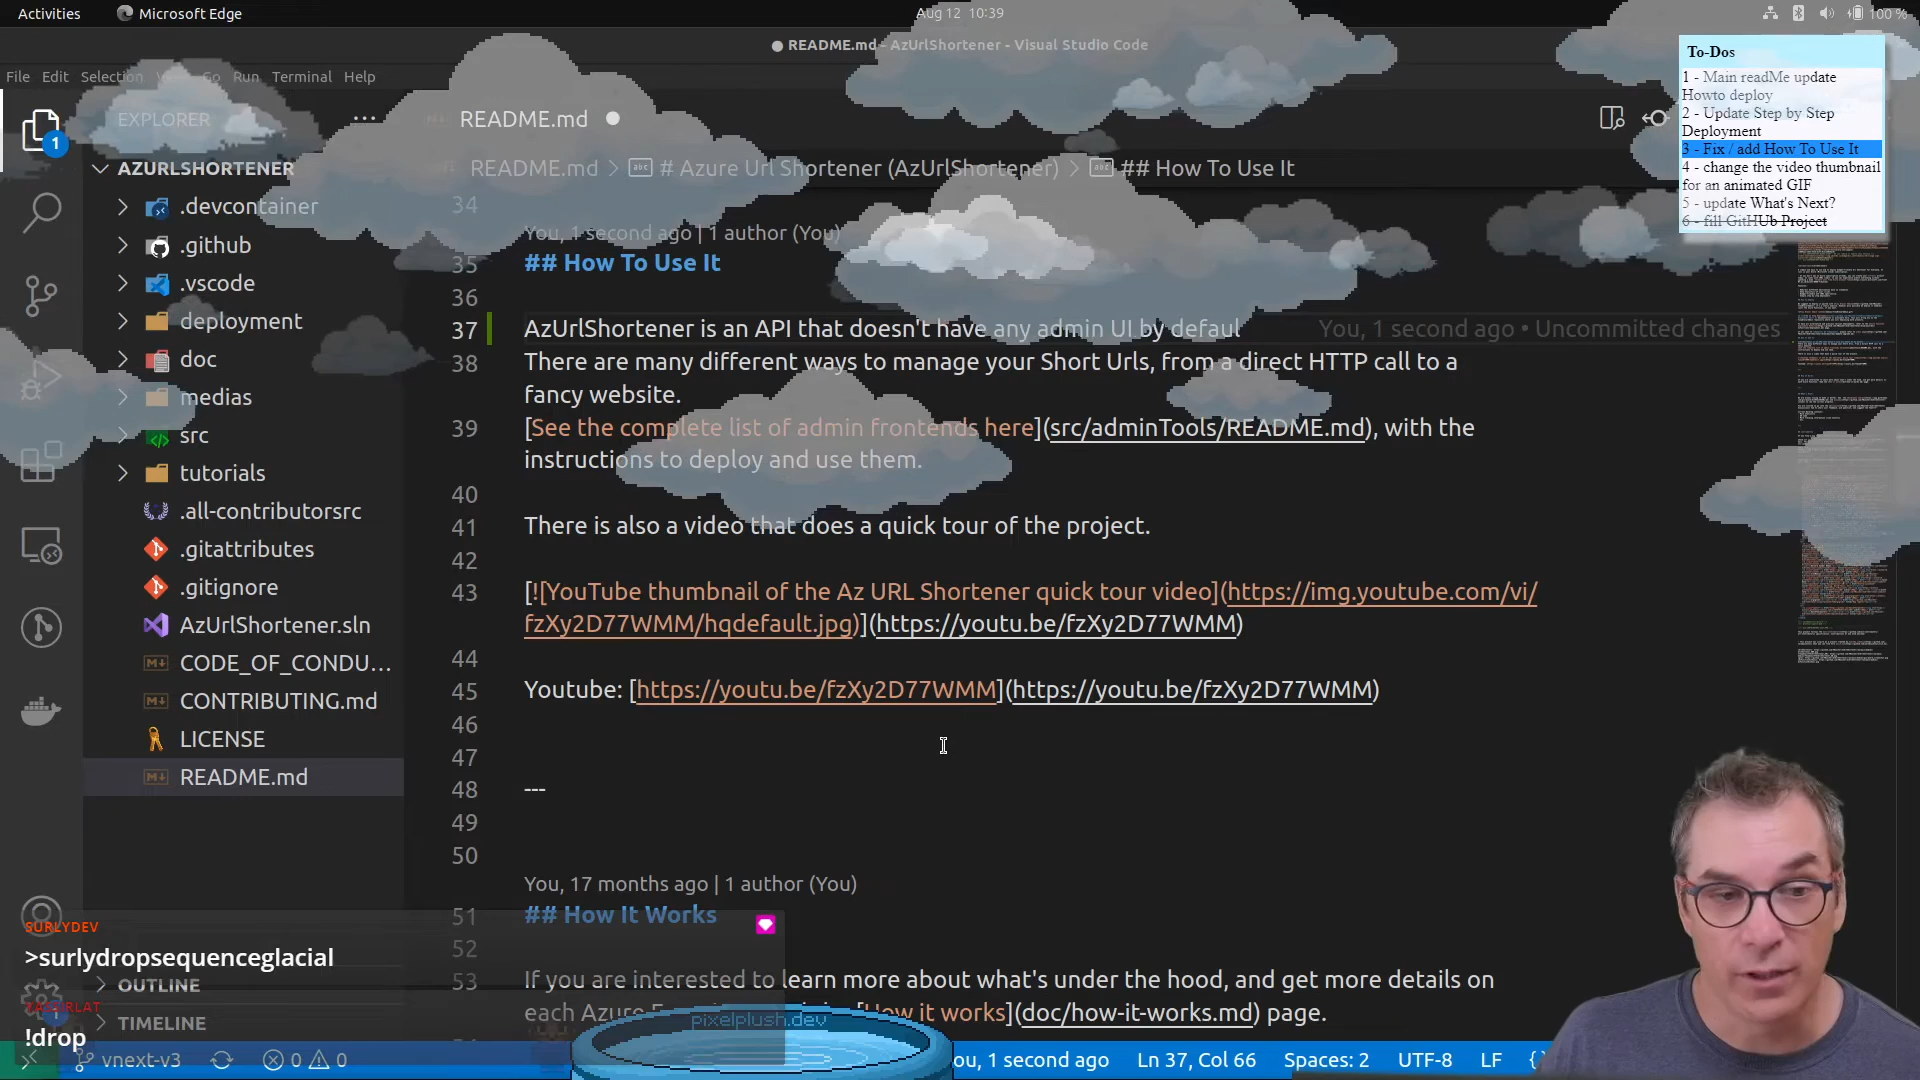 Activities
Microsoft Edge
Aug 12 10:39
100 %
● README.md - AzUrlShortener - Visual Studio Code
File Edit Selection Go Run Terminal Help
To-Dos
1 - Main readMe update
Howto deploy
2 - Update Step by Step
Deployment
3 - Fix / add How To Use It
4 - change the video thumbnail
for an animated GIF
5 - update What's Next?
6 - fill GitHUb Project
EXPLORER
···
README.md
1
AZURLSHORTENER
README.md > # Azure Url Shortener (AzUrlShortener) > ## How To Use It
.devcontainer
.github
.vscode
deployment
doc
medias
src
tutorials
.all-contributorsrc
.gitattributes
.gitignore
AzUrlShortener.sln
CODE_OF_CONDU...
CONTRIBUTING.md
LICENSE
README.md
34
You, 1 second ago | 1 author (You)
35 ## How To Use It
36
37 AzUrlShortener is an API that doesn't have any admin UI by defaul You, 1 second ago • Uncommitted changes
38 There are many different ways to manage your Short Urls, from a direct HTTP call to a
fancy website.
39 [See the complete list of admin frontends here](src/adminTools/README.md), with the
instructions to deploy and use them.
40
41 There is also a video that does a quick tour of the project.
42
43 [![YouTube thumbnail of the Az URL Shortener quick tour video](https://img.youtube.com/vi/
fzXy2D77WMM/hqdefault.jpg)](https://youtu.be/fzXy2D77WMM)
44
45 Youtube: [https://youtu.be/fzXy2D77WMM](https://youtu.be/fzXy2D77WMM)
46
47
48 ---
49
50
You, 17 months ago | 1 author (You)
51 ## How It Works
52
53 If you are interested to learn more about what's under the hood, and get more details on
each Azure [How it works](doc/how-it-works.md) page.
SURLYDEV
>surlydropsequenceglacial
OUTLINE
TIMELINE
!drop
pixelplush.dev
vnext-v3
0 0
ou, 1 second ago
Ln 37, Col 66
Spaces: 2
UTF-8
LF